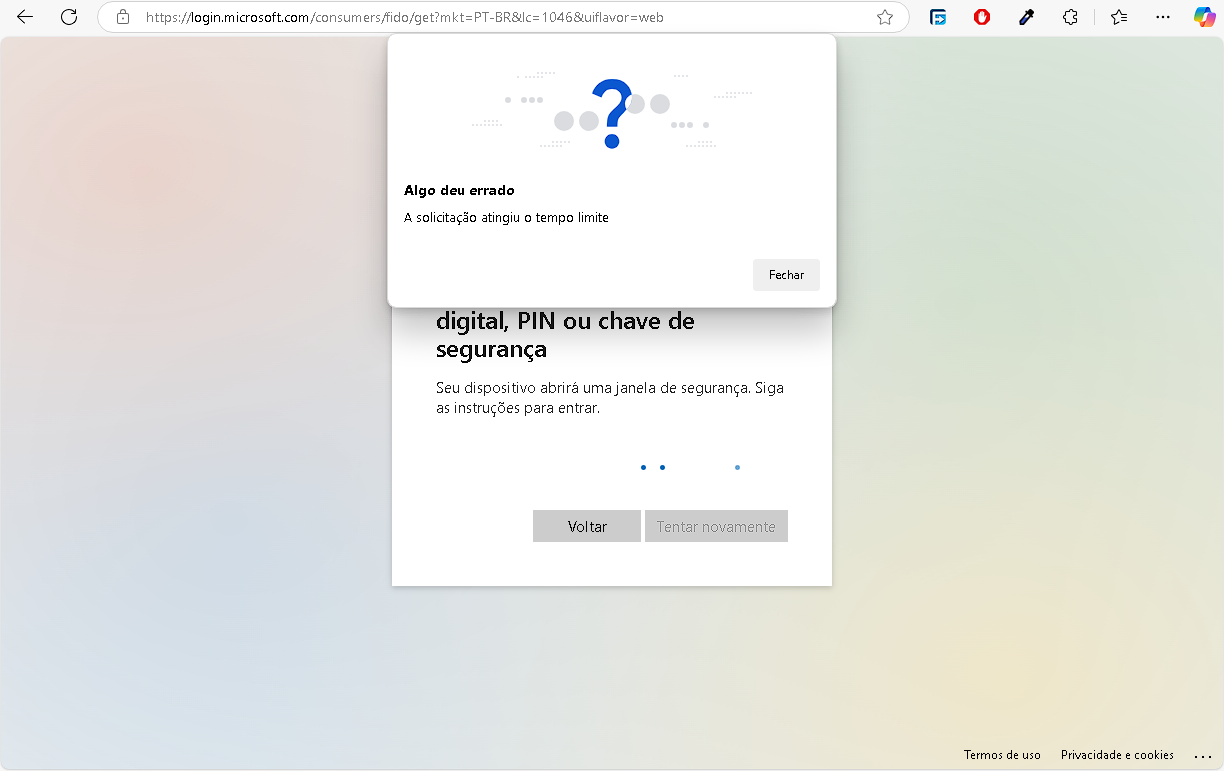 https://login.microsoft.com/consumers/fido/get?mkt=PT-BR&lc=1046&uiflavor=web
?
Algo deu errado
A solicitação atingiu o tempo limite
Fechar
digital, PIN ou chave de
segurança
Seu dispositivo abrirá uma janela de segurança. Siga
as instruções para entrar.
Voltar Tentar novamente
Termos de uso Privacidade e cookies ...